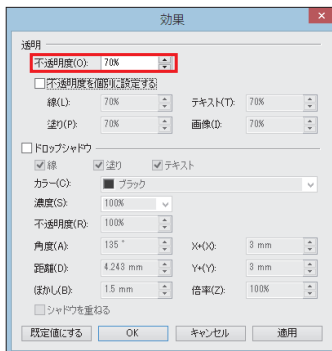 効果
透明
不透明度(O): 70%
不透明度を個別に設定する
線(L): 70% テキスト(T): 70%
塗り(P): 70% 画像(I): 70%
ドロップシャドウ
線 塗り テキスト
カラー(C): ブラック
濃度(S): 100%
不透明度(R): 100%
角度(A): 135 ° X+(X): 3 mm
距離(D): 4.243 mm Y+(Y): 3 mm
ぼかし(B): 1.5 mm 倍率(Z): 100%
シャドウを重ねる
既定値にする OK キャンセル 適用